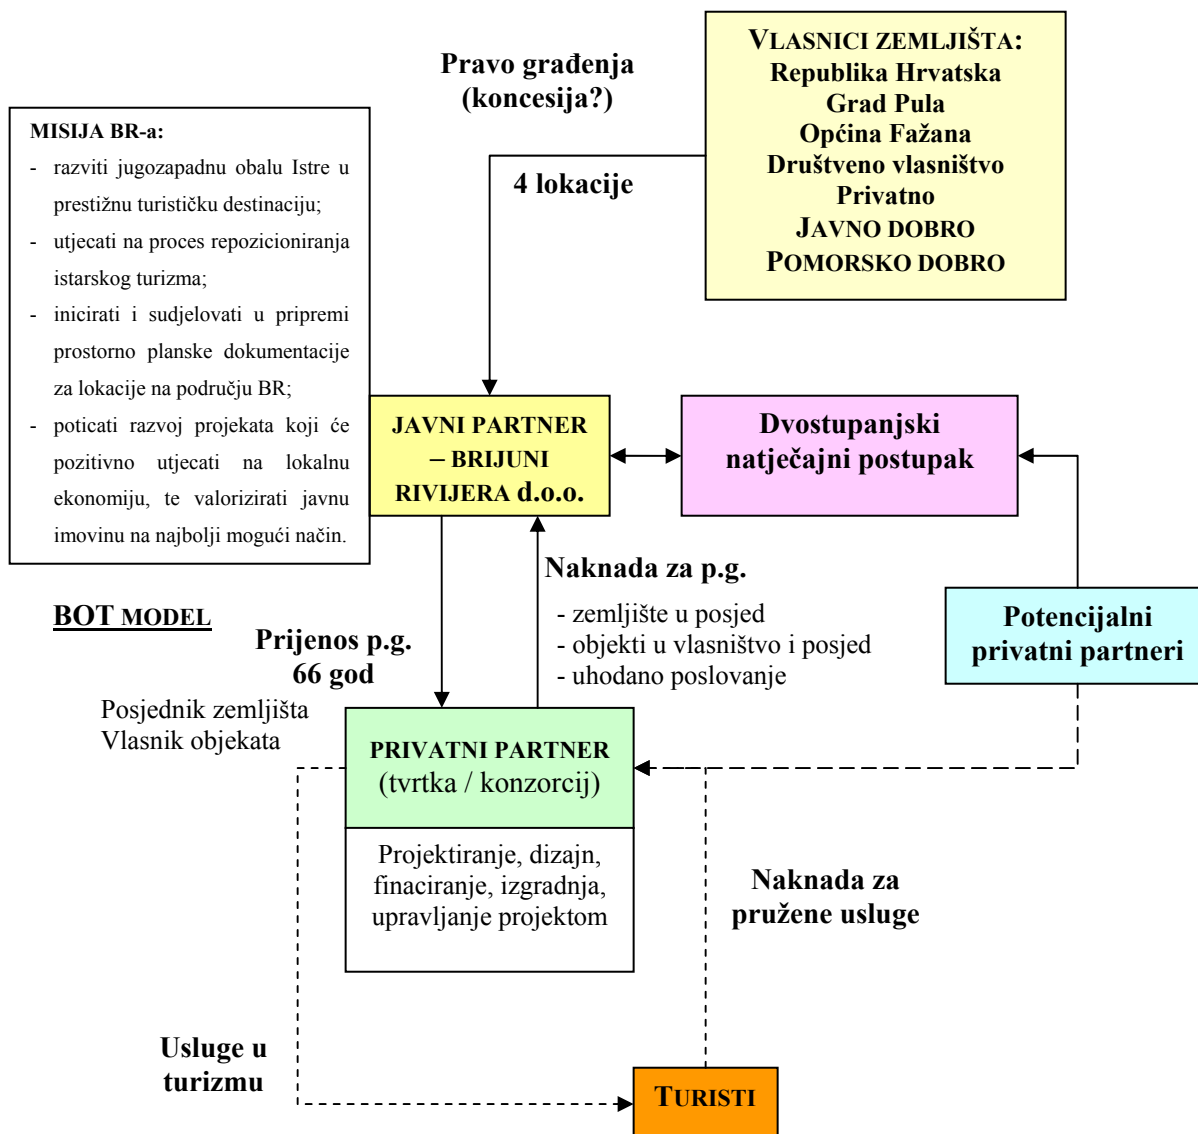 VLASNICI ZEMLJIŠTA:
Republika Hrvatska
Grad Pula
Općina Fažana
Društveno vlasništvo
Privatno
JAVNO DOBRO
POMORSKO DOBRO
Pravo građenja
(koncesija?)
4 lokacije
MISIJA BR-a:
- razviti jugozapadnu obalu Istre u
prestižnu turističku destinaciju;
- utjecati na proces repozicioniranja
istarskog turizma;
- inicirati i sudjelovati u pripremi
prostorno planske dokumentacije
za lokacije na području BR;
- poticati razvoj projekata koji će
pozitivno utjecati na lokalnu
ekonomiju, te valorizirati javnu
imovinu na najbolji mogući način.
JAVNI PARTNER
– BRIJUNI
RIVIJERA d.o.o.
Dvostupanjski
natječajni postupak
Potencijalni
privatni partneri
BOT MODEL
Prijenos p.g.
66 god
Naknada za p.g.
- zemljište u posjed
- objekti u vlasništvo i posjed
- uhodano poslovanje
Posjednik zemljišta
Vlasnik objekata
PRIVATNI PARTNER
(tvrtka / konzorcij)
Projektiranje, dizajn,
finaciranje, izgradnja,
upravljanje projektom
Naknada za
pružene usluge
Usluge u
turizmu
TURISTI